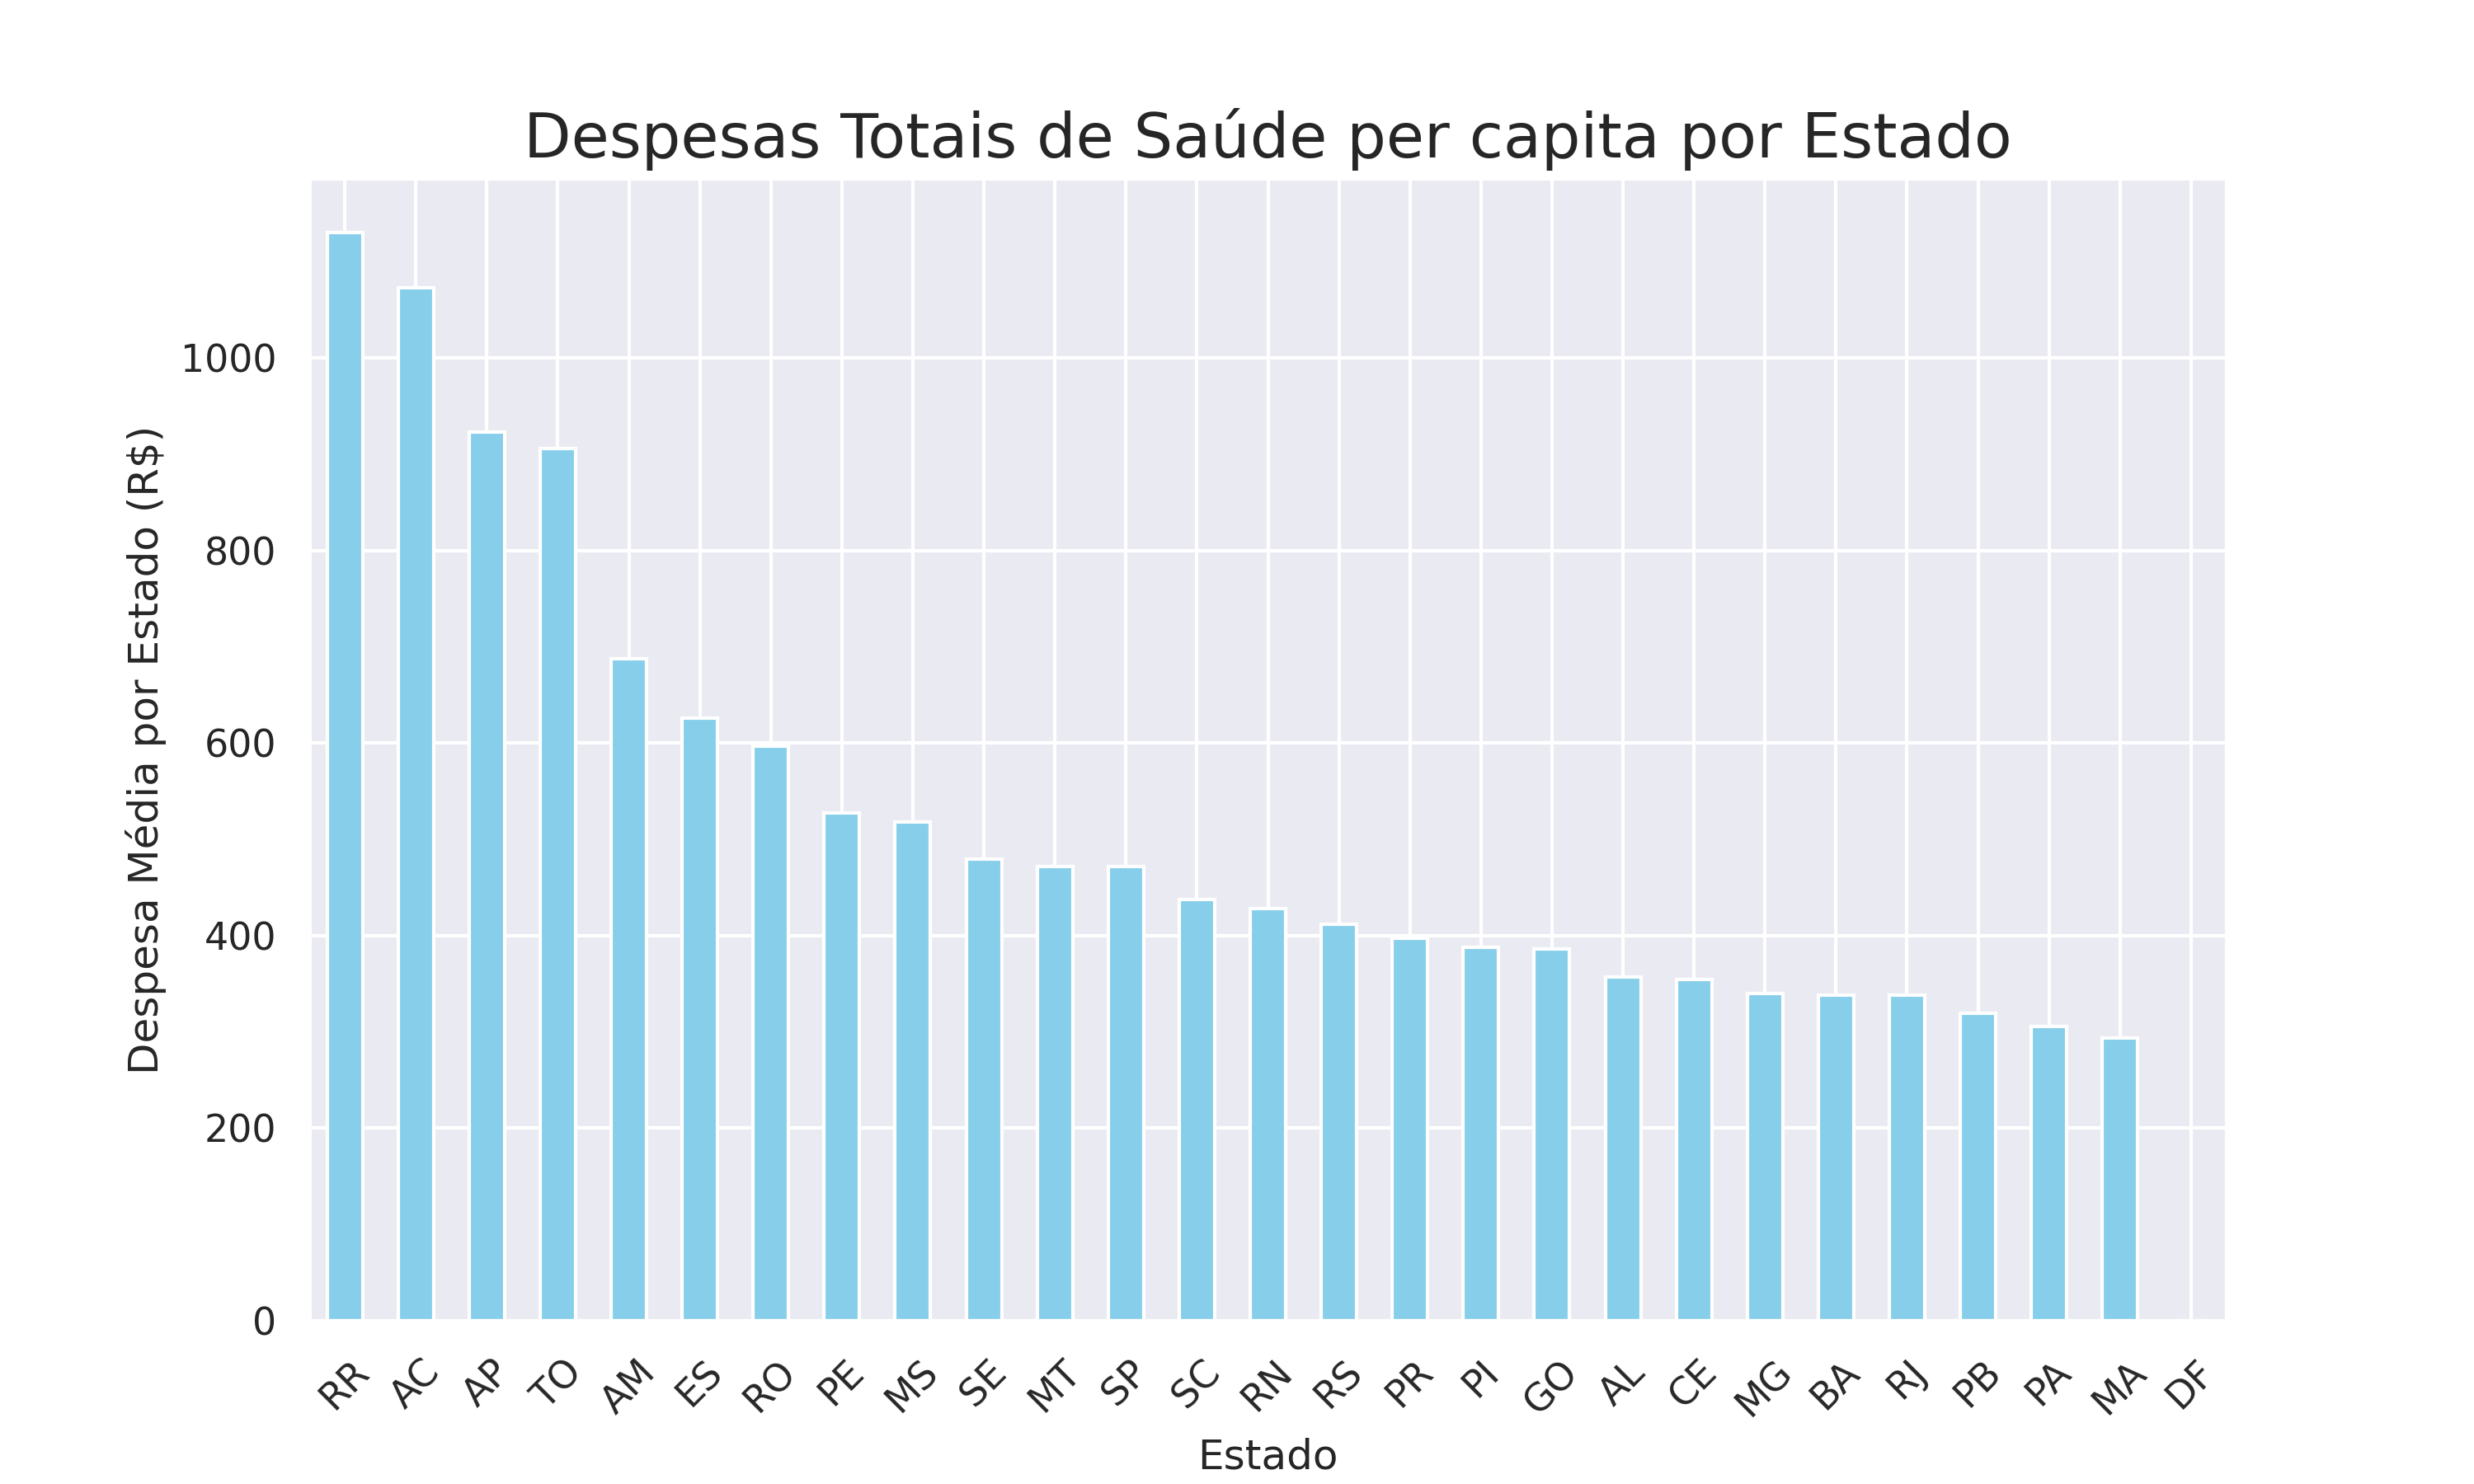 Despesas Totais de Saúde per capita por Estado
Despesa Média por Estado (R$)
1000
800
600
400
200
0
RR AC AP TO AM ES RO PE MS SE MT SP SC RN RS PR PI GO AL CE MG BA RJ PB PA MA DF
Estado